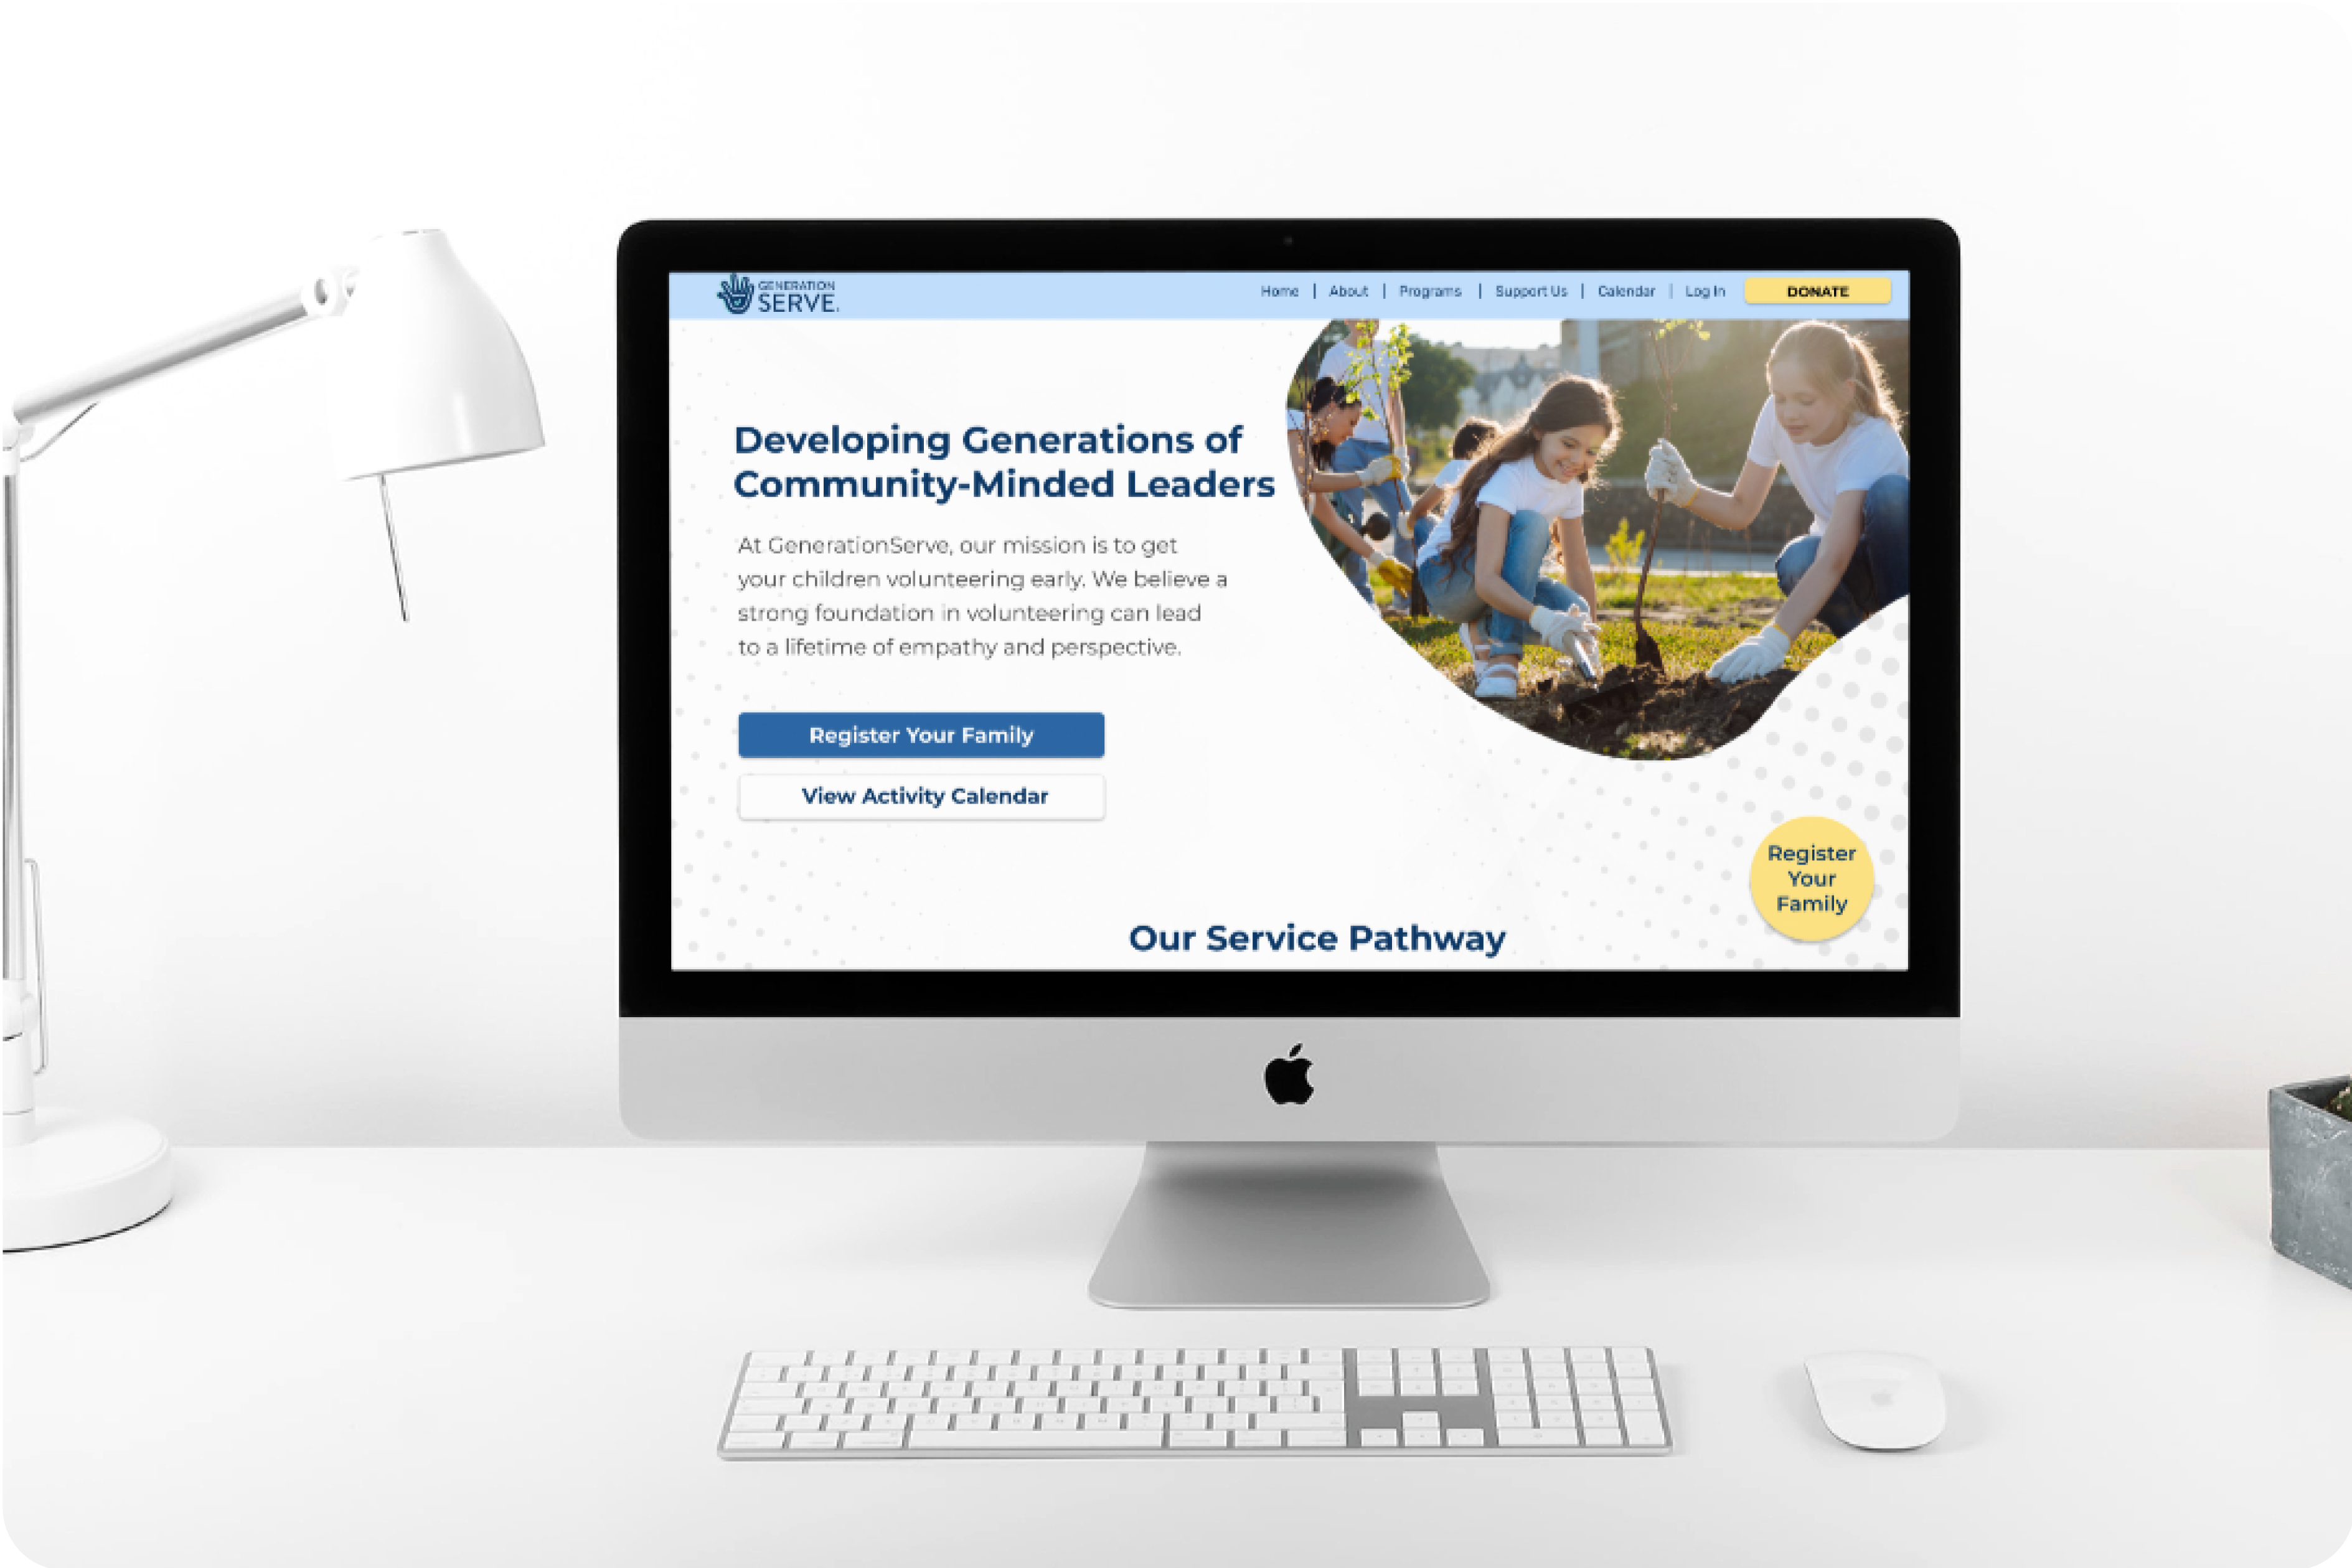 GENERATION
SERVE.
Home | About | Programs | Support Us | Calendar | Log In
DONATE
Developing Generations of
Community-Minded Leaders
At GenerationServe, our mission is to get
your children volunteering early. We believe a
strong foundation in volunteering can lead
to a lifetime of empathy and perspective.
Register Your Family
View Activity Calendar
Register
Your
Family
Our Service Pathway